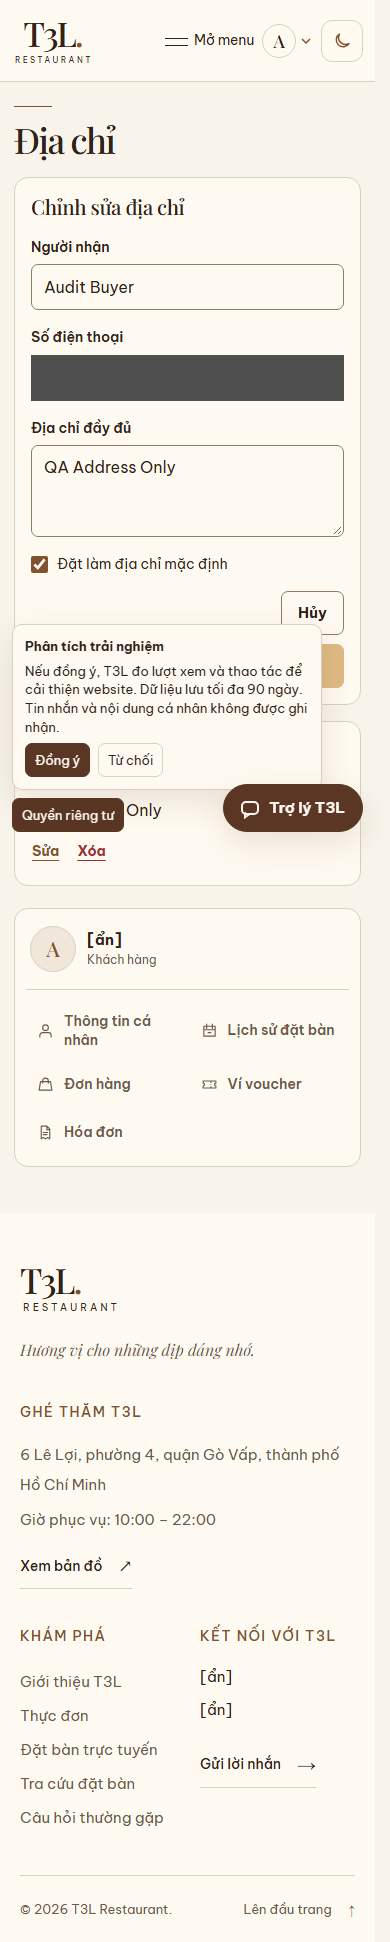 T3L.
RESTAURANT
Mở menu
A
Địa chỉ
Chỉnh sửa địa chỉ
Người nhận
Audit Buyer
Số điện thoại
Địa chỉ đầy đủ
QA Address Only
Đặt làm địa chỉ mặc định
Hủy
Phân tích trải nghiệm
Nếu đồng ý, T3L đo lượt xem và thao tác để
cải thiện website. Dữ liệu lưu tối đa 90 ngày.
Tin nhắn và nội dung cá nhân không được ghi
nhận.
Đồng ý
Từ chối
Trợ lý T3L
Quyền riêng tư
Only
Sửa
Xóa
A
[ẩn]
Khách hàng
Thông tin cá
nhân
Lịch sử đặt bàn
Đơn hàng
Ví voucher
Hóa đơn
T3L.
RESTAURANT
Hương vị cho những dịp đáng nhớ.
GHÉ THĂM T3L
6 Lê Lợi, phường 4, quận Gò Vấp, thành phố
Hồ Chí Minh
Giờ phục vụ: 10:00 – 22:00
Xem bản đồ ↗
KHÁM PHÁ
Giới thiệu T3L
Thực đơn
Đặt bàn trực tuyến
Tra cứu đặt bàn
Câu hỏi thường gặp
KẾT NỐI VỚI T3L
[ẩn]
[ẩn]
Gửi lời nhắn →
© 2026 T3L Restaurant.
Lên đầu trang ↑